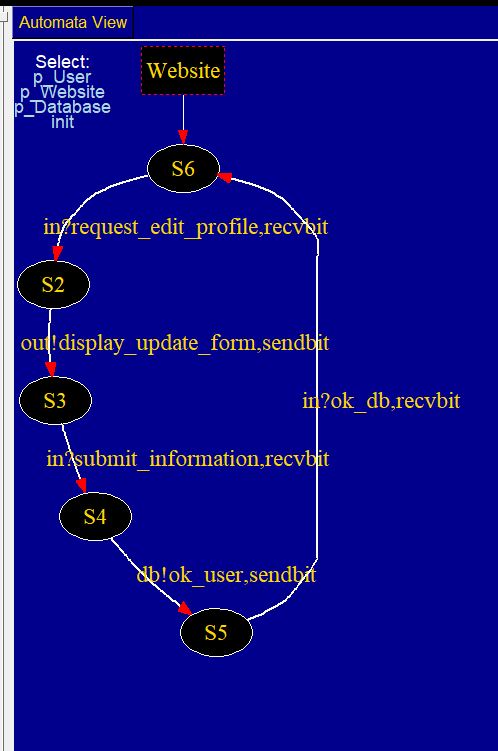 Automata View
Select:
p_User
p_Website
p_Database
init
Website
S6
in?request_edit_profile,recvbit
S2
out!display_update_form,sendbit
S3
in?ok_db,recvbit
in?submit_information,recvbit
S4
db!ok_user,sendbit
S5